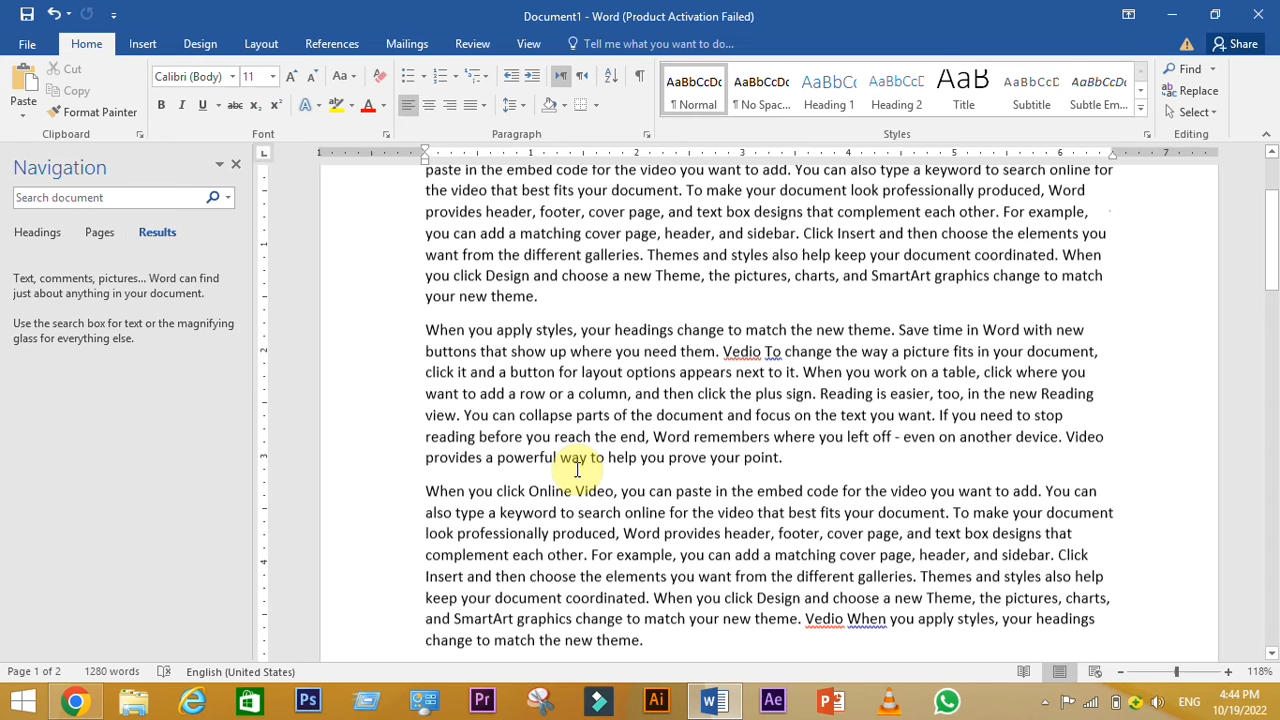 Document1 - Word (Product Activation Failed)
File Home Insert Design Layout References Mailings Review View Tell me what you want to do... Share
Paste
Cut
Copy
Format Painter
Clipboard
Calibri (Body) 11
Font
Paragraph
AaBbCcDc AaBbCcDc AaBbCc AaBbCcC AaB AaBbCcC AaBbCcDc
¶ Normal ¶ No Spac... Heading 1 Heading 2 Title Subtitle Subtle Em...
Styles
Find
Replace
Select
Editing
Navigation
Search document
Headings Pages Results
Text, comments, pictures... Word can find
just about anything in your document.
Use the search box for text or the magnifying
glass for everything else.
1 1 2 3 4 5 6 7
paste in the embed code for the video you want to add. You can also type a keyword to search online for
the video that best fits your document. To make your document look professionally produced, Word
provides header, footer, cover page, and text box designs that complement each other. For example,
you can add a matching cover page, header, and sidebar. Click Insert and then choose the elements you
want from the different galleries. Themes and styles also help keep your document coordinated. When
you click Design and choose a new Theme, the pictures, charts, and SmartArt graphics change to match
your new theme.
When you apply styles, your headings change to match the new theme. Save time in Word with new
buttons that show up where you need them. Vedio To change the way a picture fits in your document,
click it and a button for layout options appears next to it. When you work on a table, click where you
want to add a row or a column, and then click the plus sign. Reading is easier, too, in the new Reading
view. You can collapse parts of the document and focus on the text you want. If you need to stop
reading before you reach the end, Word remembers where you left off - even on another device. Video
provides a powerful way to help you prove your point.
When you click Online Video, you can paste in the embed code for the video you want to add. You can
also type a keyword to search online for the video that best fits your document. To make your document
look professionally produced, Word provides header, footer, cover page, and text box designs that
complement each other. For example, you can add a matching cover page, header, and sidebar. Click
Insert and then choose the elements you want from the different galleries. Themes and styles also help
keep your document coordinated. When you click Design and choose a new Theme, the pictures, charts,
and SmartArt graphics change to match your new theme. Vedio When you apply styles, your headings
change to match the new theme.
Page 1 of 2 1280 words English (United States) 118%
Ps Pr Ai Ae ENG
4:44 PM
10/19/2022